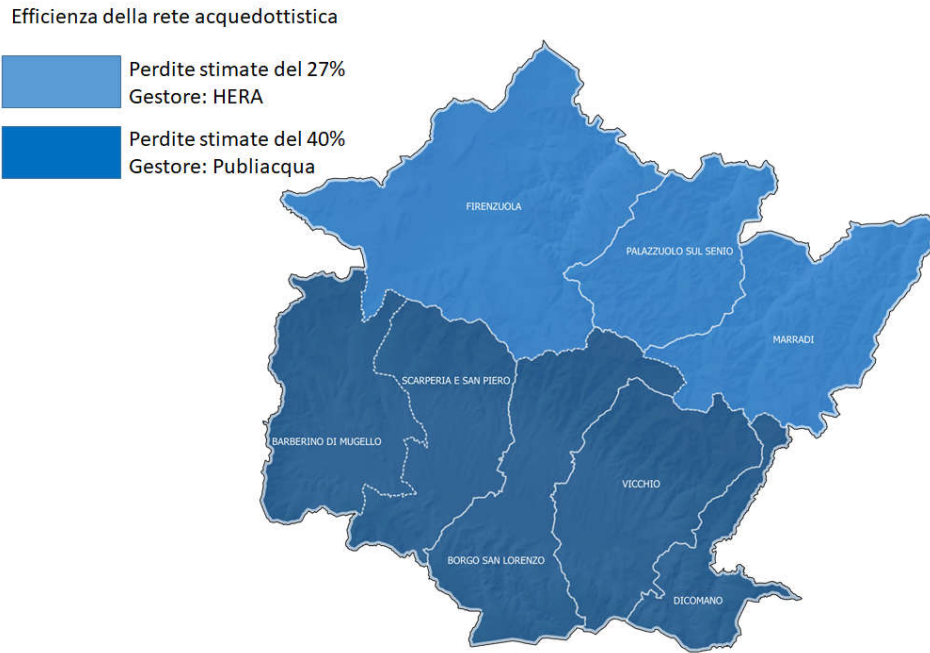 Efficienza della rete acquedottistica
Perdite stimate del 27%
Gestore: HERA
Perdite stimate del 40%
Gestore: Publiacqua
FIRENZUOLA
PALAZZUOLO SUL SENIO
MARRADI
SCARPERIA E SAN PIERO
BARBERINO DI MUGELLO
VICCHIO
BORGO SAN LORENZO
DICOMANO